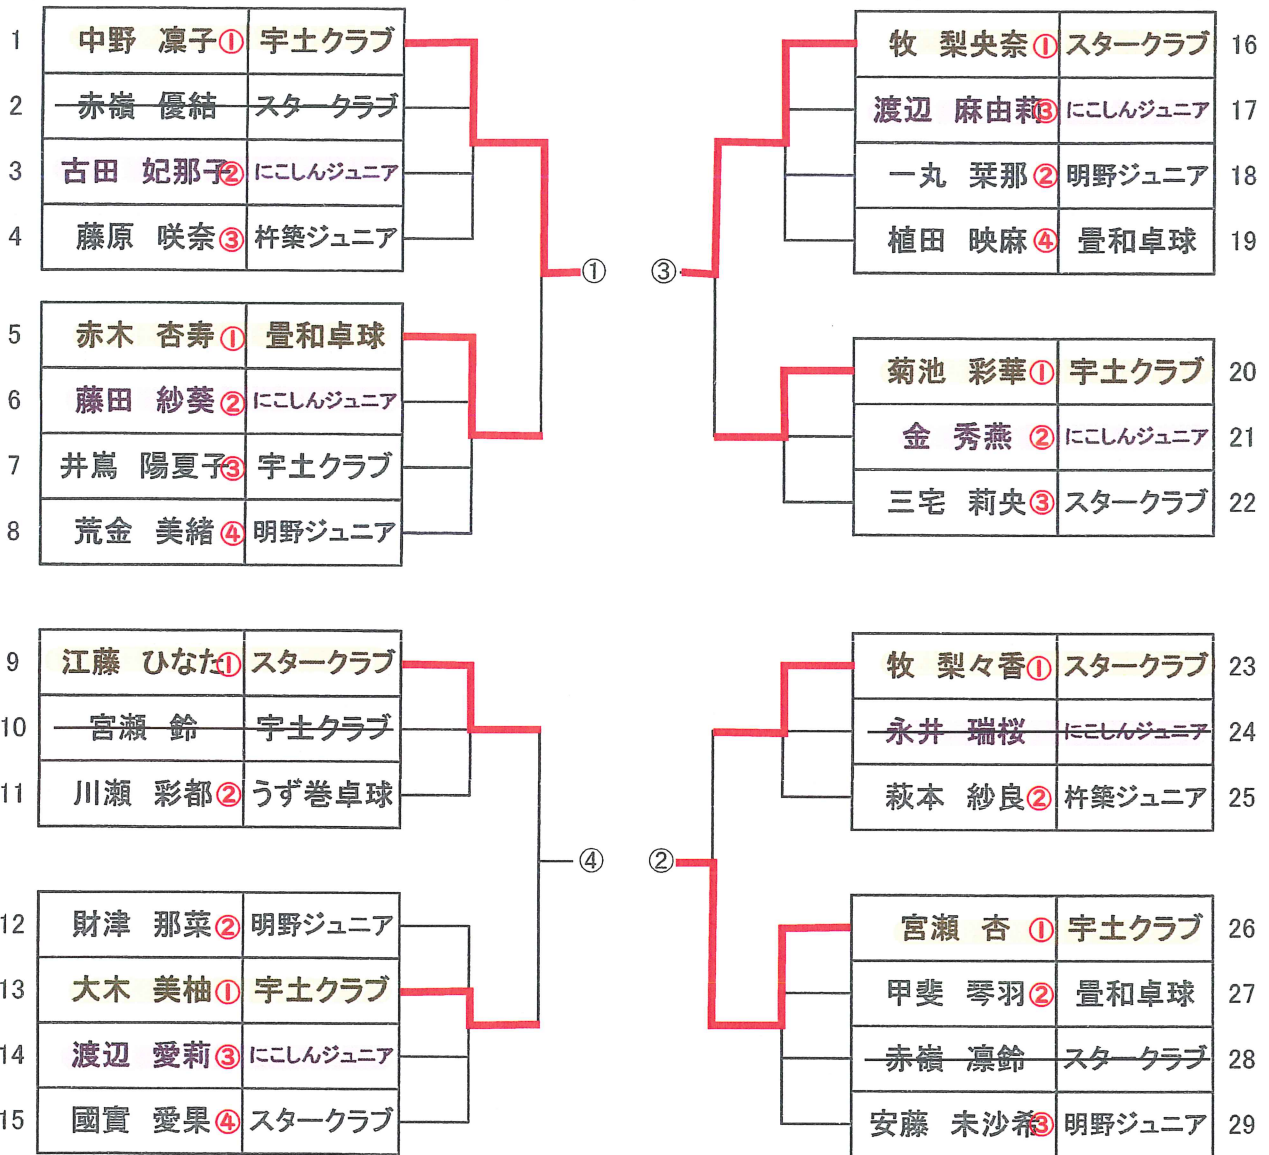 1 中野 凜子① 宇土クラブ
2 赤嶺 優結 スタークラブ
3 古田 妃那子② にこしんジュニア
4 藤原 咲奈③ 杵築ジュニア
①
5 赤木 杏寿① 畳和卓球
6 藤田 紗葵② にこしんジュニア
7 井嶌 陽夏子③ 宇土クラブ
8 荒金 美緒④ 明野ジュニア
9 江藤 ひなた① スタークラブ
10 宮瀬 鈴 宇土クラブ
11 川瀬 彩都② うず巻卓球
④
12 財津 那菜② 明野ジュニア
13 大木 美柚① 宇土クラブ
14 渡辺 愛莉③ にこしんジュニア
15 國實 愛果④ スタークラブ
牧 梨央奈① スタークラブ 16
渡辺 麻由莉③ にこしんジュニア 17
一丸 栞那② 明野ジュニア 18
植田 映麻④ 畳和卓球 19
③
菊池 彩華① 宇土クラブ 20
金 秀燕② にこしんジュニア 21
三宅 莉央③ スタークラブ 22
牧 梨々香① スタークラブ 23
永井 瑞桜 にこしんジュニア 24
萩本 紗良② 杵築ジュニア 25
②
宮瀬 杏① 宇土クラブ 26
甲斐 琴羽② 畳和卓球 27
赤嶺 凛鈴 スタークラブ 28
安藤 未沙希③ 明野ジュニア 29